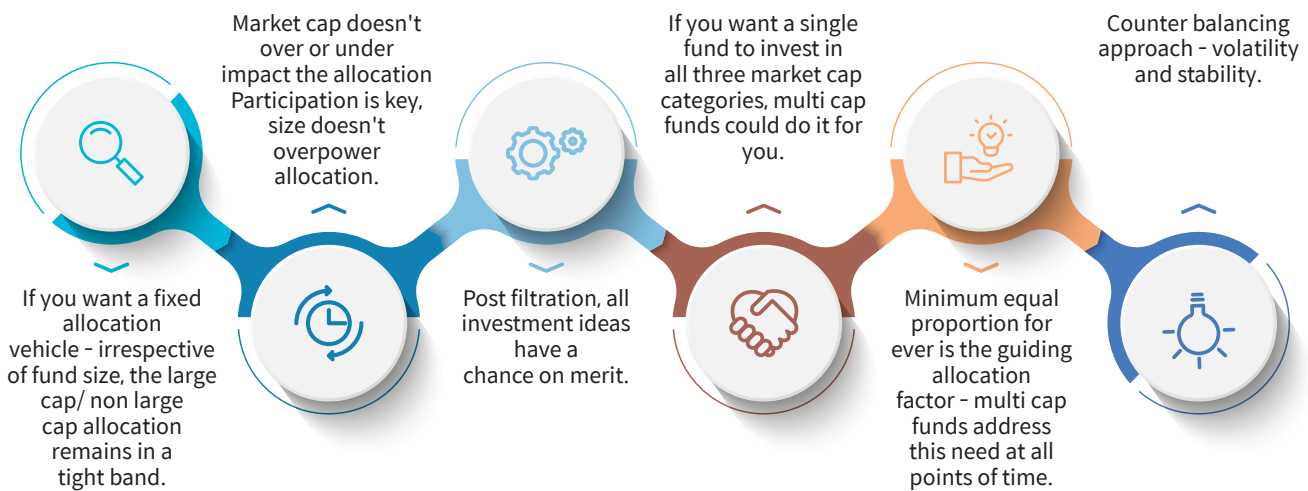 If you want a fixed
allocation
vehicle - irrespective
of fund size, the large
cap/ non large
cap allocation
remains in a
tight band.
Market cap doesn't
over or under
impact the allocation
Participation is key,
size doesn't
overpower
allocation.
Post filtration, all
investment ideas
have a
chance on merit.
If you want a single
fund to invest in
all three market cap
categories, multi cap
funds could do it for
you.
Minimum equal
proportion for
ever is the guiding
allocation
factor - multi cap
funds address
this need at all
points of time.
Counter balancing
approach - volatility
and stability.